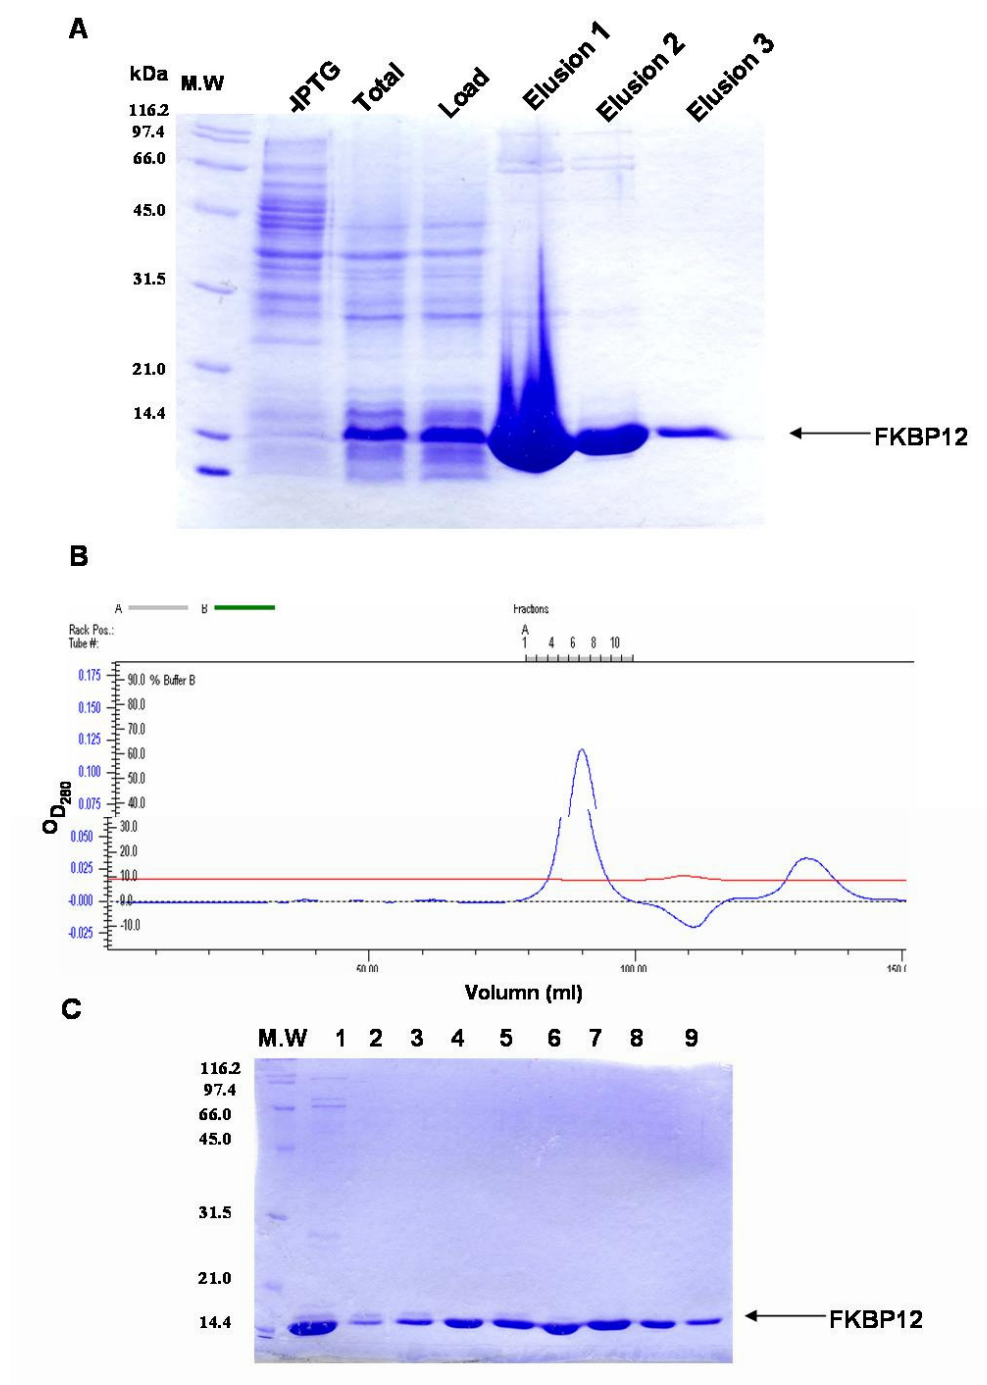 A
kDa M.W -IPTG Total Load Elusion 1 Elusion 2 Elusion 3
116.2
97.4
66.0
45.0
31.5
21.0
14.4
FKBP12
B
A B Fractions
Rack Pos.: A
Tube #: 1 4 6 8 10
0.175 90.0 % Buffer B
0.150 80.0
70.0
0.125 60.0
0.100 50.0
0.075 40.0
30.0
0.050 20.0
0.025 10.0
-0.000 0.0
-10.0
-0.025
OD280
50.00 100.00 150.0
Volumn (ml)
C
M.W 1 2 3 4 5 6 7 8 9
116.2
97.4
66.0
45.0
31.5
21.0
14.4
FKBP12